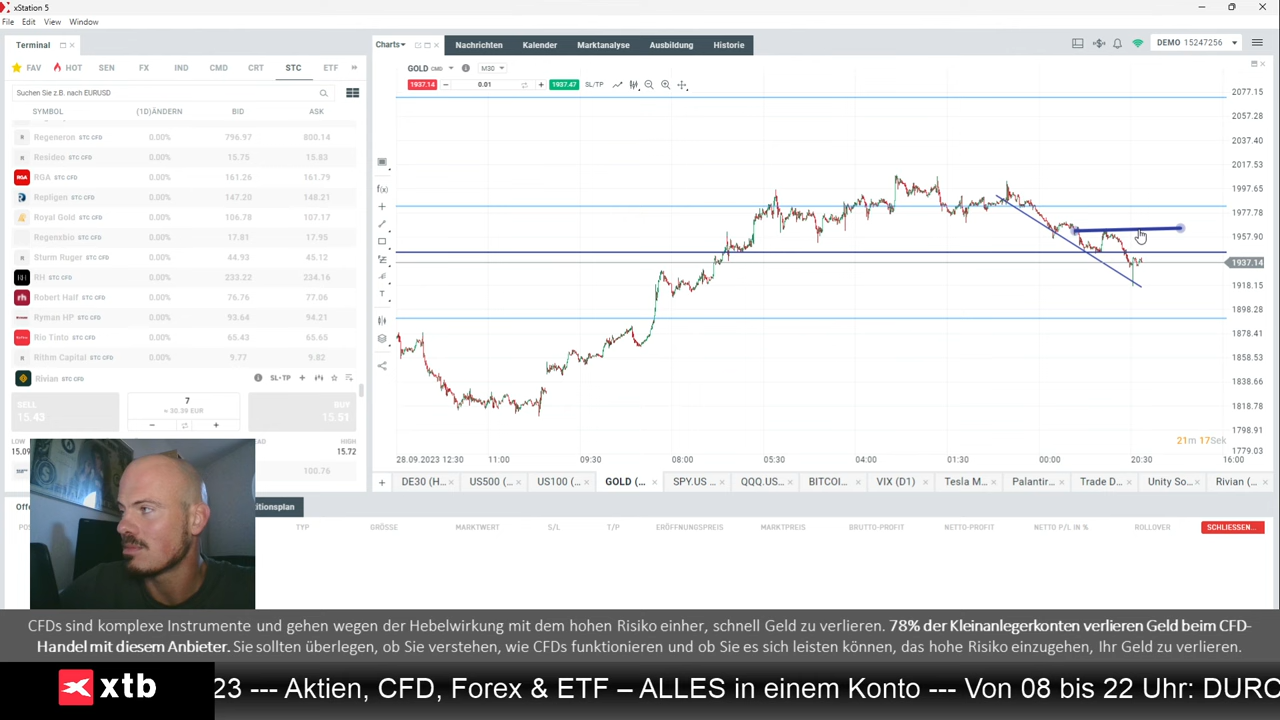 xStation 5
File Edit View Window
Terminal
FAV HOT SEN FX IND CMD CRT STC ETF
Suchen Sie z.B. nach EURUSD
SYMBOL (1D)ÄNDERN BID ASK
R Regeneron STC CFD 0.00% 796.97 800.14
R Resideo STC CFD 0.00% 15.75 15.83
RGA RGA STC CFD 0.00% 161.26 161.79
Repligen STC CFD 0.00% 147.20 148.21
Royal Gold STC CFD 0.00% 106.78 107.17
Regenxbio STC CFD 0.00% 17.81 17.95
R Sturm Ruger STC CFD 0.00% 44.93 45.12
RH RH STC CFD 0.00% 233.22 234.16
rh Robert Half STC CFD 0.00% 76.76 77.06
Ryman HP STC CFD 0.00% 93.64 94.21
Rio Tinto STC CFD 0.00% 65.43 65.65
R Rithm Capital STC CFD 0.00% 9.77 9.82
Rivian STC CFD SL+TP
SELL 15.43
7
≈ 30.39 EUR
BUY 15.51
LOW
15.09
HIGH
15.72
100.76
Charts Nachrichten Kalender Marktanalyse Ausbildung Historie
DEMO 15247256
GOLD CMD M30
1937.14 0.01 1937.47 SL/TP
f(x)
T
2077.15
2057.28
2037.40
2017.53
1997.65
1977.78
1957.90
1937.14
1918.15
1898.28
1878.41
1858.53
1838.66
1818.78
1798.91
1779.03
21m 17Sek
28.09.2023 12:30 11:00 09:30 08:00 05:30 04:00 01:30 00:00 20:30 16:00
DE30 (H... US500 (... US100 (... GOLD (... SPY.US ... QQQ.US... BITCOI... VIX (D1) Tesla M... Palantir... Trade D... Unity So... Rivian (...
Off
itionsplan
PO TYP GRÖSSE MARKTWERT S/L T/P ERÖFFNUNGSPREIS MARKTPREIS BRUTTO-PROFIT NETTO-PROFIT NETTO P/L IN % ROLLOVER SCHLIESSEN...
CFDs sind komplexe Instrumente und gehen wegen der Hebelwirkung mit dem hohen Risiko einher, schnell Geld zu verlieren. 78% der Kleinanlegerkonten verlieren Geld beim CFD-
Handel mit diesem Anbieter. Sie sollten überlegen, ob Sie verstehen, wie CFDs funktionieren und ob Sie es sich leisten können, das hohe Risiko einzugehen, Ihr Geld zu verlieren.
xtb 23 --- Aktien, CFD, Forex & ETF – ALLES in einem Konto --- Von 08 bis 22 Uhr: DURC